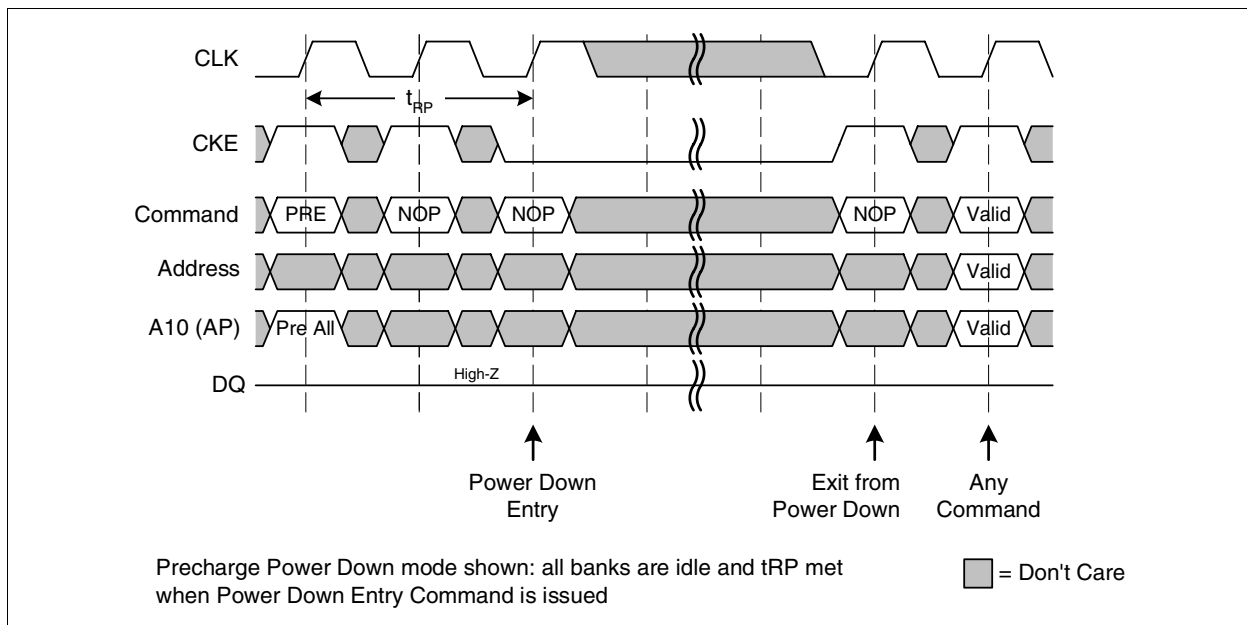 CLK
tRP
CKE
Command
PRE
NOP
NOP
NOP
Valid
Address
Valid
A10 (AP)
Pre All
Valid
DQ
High-Z
Power Down
Entry
Exit from
Power Down
Any
Command
Precharge Power Down mode shown: all banks are idle and tRP met
when Power Down Entry Command is issued
= Don't Care